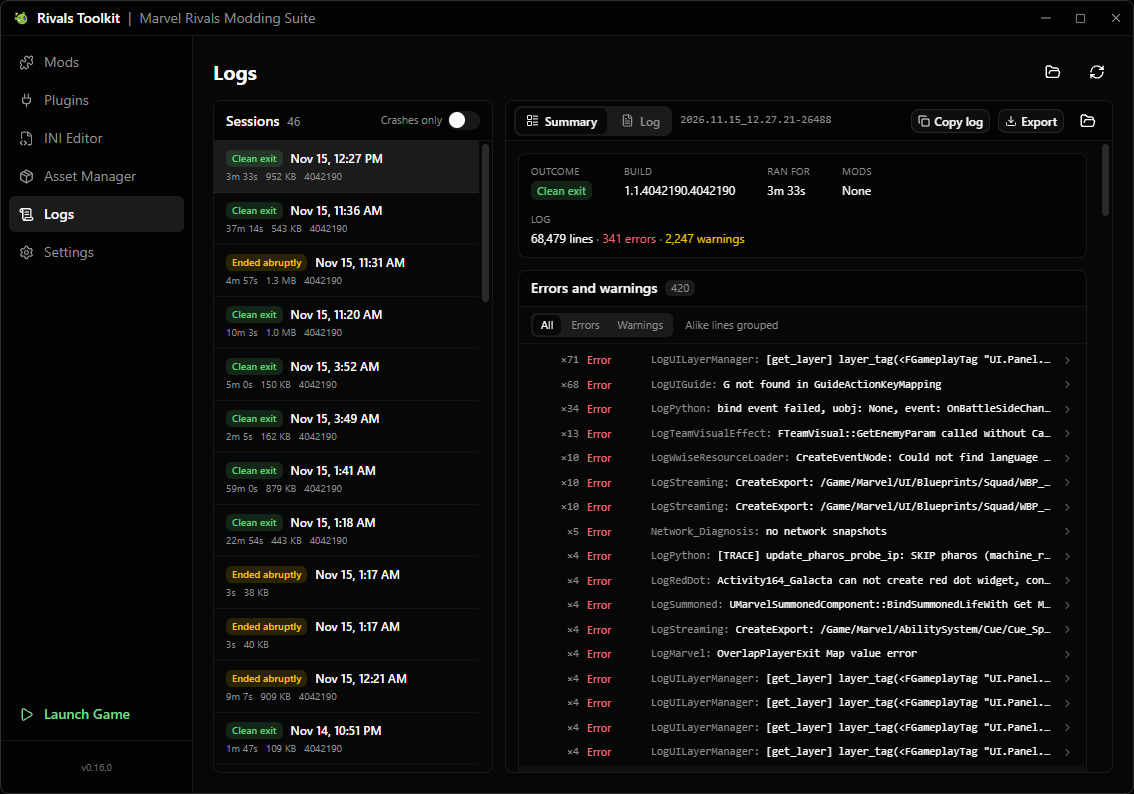 Rivals Toolkit | Marvel Rivals Modding Suite
Mods
Plugins
INI Editor
Asset Manager
Logs
Settings
Launch Game
v0.16.0
Logs
Sessions 46 Crashes only
Clean exit Nov 15, 12:27 PM
3m 33s 952 KB 4042190
Clean exit Nov 15, 11:36 AM
37m 14s 543 KB 4042190
Ended abruptly Nov 15, 11:31 AM
4m 57s 1.3 MB 4042190
Clean exit Nov 15, 11:20 AM
10m 3s 1.0 MB 4042190
Clean exit Nov 15, 3:52 AM
5m 0s 150 KB 4042190
Clean exit Nov 15, 3:49 AM
2m 5s 162 KB 4042190
Clean exit Nov 15, 1:41 AM
59m 0s 879 KB 4042190
Clean exit Nov 15, 1:18 AM
22m 54s 443 KB 4042190
Ended abruptly Nov 15, 1:17 AM
3s 38 KB
Ended abruptly Nov 15, 1:17 AM
3s 40 KB
Ended abruptly Nov 15, 12:21 AM
9m 7s 909 KB 4042190
Clean exit Nov 14, 10:51 PM
1m 47s 109 KB 4042190
Summary Log 2026.11.15_12.27.21-26488 Copy log Export
OUTCOME BUILD RAN FOR MODS
Clean exit 1.1.4042190.4042190 3m 33s None
LOG
68,479 lines · 341 errors · 2,247 warnings
Errors and warnings 420
All Errors Warnings Alike lines grouped
×71 Error LogUILayerManager: [get_layer] layer_tag(<FGameplayTag "UI.Panel....
×68 Error LogUIGuide: G not found in GuideActionKeyMapping
×34 Error LogPython: bind event failed, uobj: None, event: OnBattleSideChan...
×13 Error LogTeamVisualEffect: FTeamVisual::GetEnemyParam called without Ca...
×10 Error LogWwiseResourceLoader: CreateEventNode: Could not find language ...
×10 Error LogStreaming: CreateExport: /Game/Marvel/UI/Blueprints/Squad/WBP_...
×10 Error LogStreaming: CreateExport: /Game/Marvel/UI/Blueprints/Squad/WBP_...
×5 Error Network_Diagnosis: no network snapshots
×4 Error LogPython: [TRACE] update_pharos_probe_ip: SKIP pharos (machine_r...
×4 Error LogRedDot: Activity164_Galacta can not create red dot widget, con...
×4 Error LogSummoned: UMarvelSummonedComponent::BindSummonedLifeWith Get M...
×4 Error LogStreaming: CreateExport: /Game/Marvel/AbilitySystem/Cue/Cue_Sp...
×4 Error LogMarvel: OverlapPlayerExit Map value error
×4 Error LogUILayerManager: [get_layer] layer_tag(<FGameplayTag "UI.Panel....
×4 Error LogUILayerManager: [get_layer] layer_tag(<FGameplayTag "UI.Panel....
×4 Error LogUILayerManager: [get_layer] layer_tag(<FGameplayTag "UI.Panel....
×4 Error LogUILayerManager: [get_layer] layer_tag(<FGameplayTag "UI.Panel....